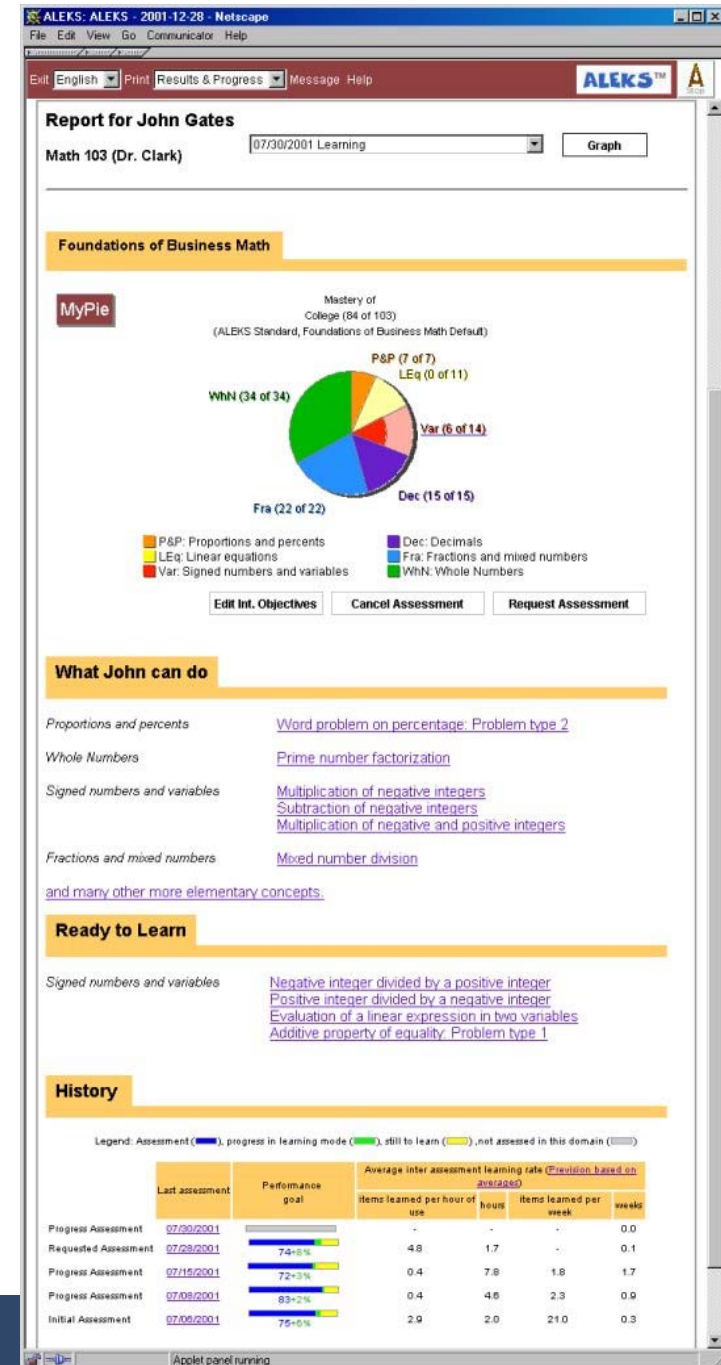 ALEKS: ALEKS - 2001-12-28 - Netscape
File Edit View Go Communicator Help
Exit English Print Results & Progress Message Help ALEKS™ A
Stop
Report for John Gates
Math 103 (Dr. Clark) 07/30/2001 Learning Graph
Foundations of Business Math
MyPie
Mastery of
College (84 of 103)
(ALEKS Standard, Foundations of Business Math Default)
P&P (7 of 7)
LEq (0 of 11)
WhN (34 of 34)
Var (6 of 14)
Dec (15 of 15)
Fra (22 of 22)
P&P: Proportions and percents Dec: Decimals
LEq: Linear equations Fra: Fractions and mixed numbers
Var: Signed numbers and variables WhN: Whole Numbers
Edit Int. Objectives Cancel Assessment Request Assessment
What John can do
Proportions and percents Word problem on percentage: Problem type 2
Whole Numbers Prime number factorization
Signed numbers and variables Multiplication of negative integers
Subtraction of negative integers
Multiplication of negative and positive integers
Fractions and mixed numbers Mixed number division
and many other more elementary concepts.
Ready to Learn
Signed numbers and variables Negative integer divided by a positive integer
Positive integer divided by a negative integer
Evaluation of a linear expression in two variables
Additive property of equality: Problem type 1
History
Legend: Assessment ( ), progress in learning mode ( ), still to learn ( ) ,not assessed in this domain ( )
Last assessment Performance goal Average inter assessment learning rate (Prevision based on averages)
items learned per hour of use hours items learned per week weeks
Progress Assessment 07/30/2001 - - - 0.0
Requested Assessment 07/28/2001 74+8% 4.8 1.7 - 0.1
Progress Assessment 07/15/2001 72+3% 0.4 7.8 1.8 1.7
Progress Assessment 07/08/2001 83+2% 0.4 4.6 2.3 0.9
Initial Assessment 07/06/2001 75+6% 2.9 2.0 21.0 0.3
Applet panel running